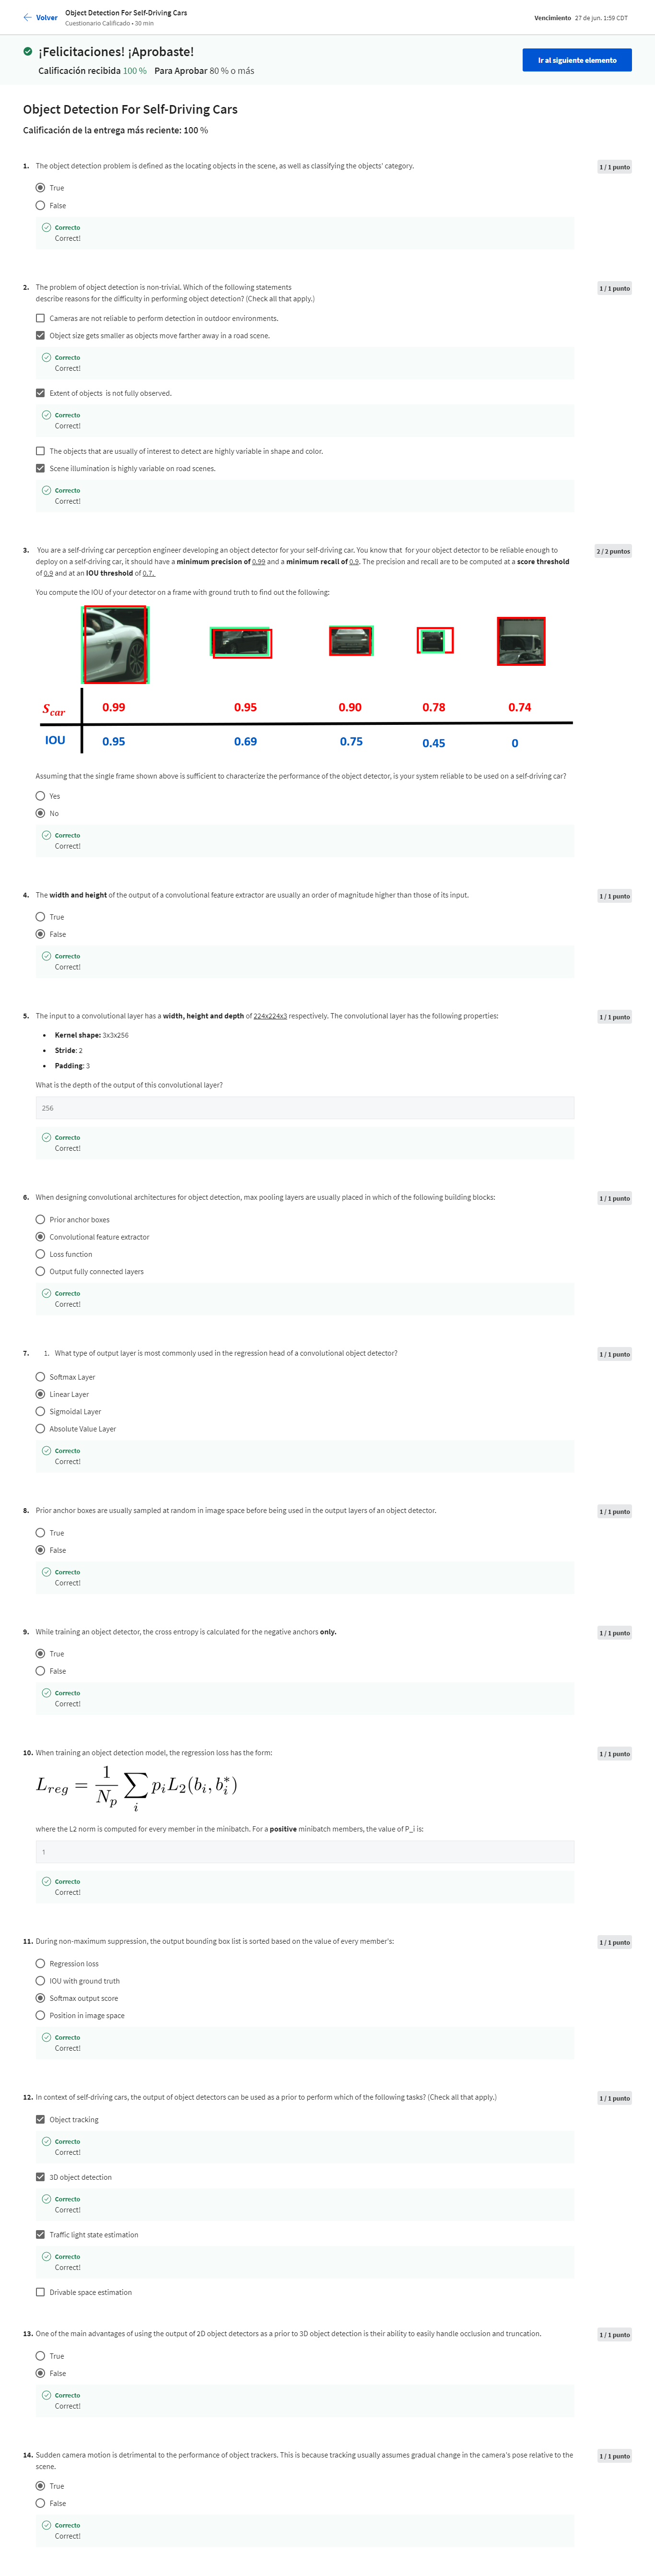 Volver
Object Detection For Self-Driving Cars
Cuestionario Calificado • 30 min
Vencimiento 27 de jun. 1:59 CDT
¡Felicitaciones! ¡Aprobaste!
Calificación recibida 100 % Para Aprobar 80 % o más
Ir al siguiente elemento
Object Detection For Self-Driving Cars
Calificación de la entrega más reciente: 100 %
1. The object detection problem is defined as the locating objects in the scene, as well as classifying the objects' category.
1 / 1 punto
True
False
Correcto
Correct!
2. The problem of object detection is non-trivial. Which of the following statements
describe reasons for the difficulty in performing object detection? (Check all that apply.)
1 / 1 punto
Cameras are not reliable to perform detection in outdoor environments.
Object size gets smaller as objects move farther away in a road scene.
Correcto
Correct!
Extent of objects is not fully observed.
Correcto
Correct!
The objects that are usually of interest to detect are highly variable in shape and color.
Scene illumination is highly variable on road scenes.
Correcto
Correct!
3. You are a self-driving car perception engineer developing an object detector for your self-driving car. You know that for your object detector to be reliable enough to
deploy on a self-driving car, it should have a minimum precision of 0.99 and a minimum recall of 0.9. The precision and recall are to be computed at a score threshold
of 0.9 and at an IOU threshold of 0.7.
2 / 2 puntos
You compute the IOU of your detector on a frame with ground truth to find out the following:
S_car 0.99 0.95 0.90 0.78 0.74
IOU 0.95 0.69 0.75 0.45 0
Assuming that the single frame shown above is sufficient to characterize the performance of the object detector, is your system reliable to be used on a self-driving car?
Yes
No
Correcto
Correct!
4. The width and height of the output of a convolutional feature extractor are usually an order of magnitude higher than those of its input.
1 / 1 punto
True
False
Correcto
Correct!
5. The input to a convolutional layer has a width, height and depth of 224x224x3 respectively. The convolutional layer has the following properties:
1 / 1 punto
• Kernel shape: 3x3x256
• Stride: 2
• Padding: 3
What is the depth of the output of this convolutional layer?
256
Correcto
Correct!
6. When designing convolutional architectures for object detection, max pooling layers are usually placed in which of the following building blocks:
1 / 1 punto
Prior anchor boxes
Convolutional feature extractor
Loss function
Output fully connected layers
Correcto
Correct!
7. 1. What type of output layer is most commonly used in the regression head of a convolutional object detector?
1 / 1 punto
Softmax Layer
Linear Layer
Sigmoidal Layer
Absolute Value Layer
Correcto
Correct!
8. Prior anchor boxes are usually sampled at random in image space before being used in the output layers of an object detector.
1 / 1 punto
True
False
Correcto
Correct!
9. While training an object detector, the cross entropy is calculated for the negative anchors only.
1 / 1 punto
True
False
Correcto
Correct!
10. When training an object detection model, the regression loss has the form:
1 / 1 punto
L_reg = 1/N_p ∑_i p_i L_2(b_i, b_i^*)
where the L2 norm is computed for every member in the minibatch. For a positive minibatch members, the value of P_i is:
1
Correcto
Correct!
11. During non-maximum suppression, the output bounding box list is sorted based on the value of every member's:
1 / 1 punto
Regression loss
IOU with ground truth
Softmax output score
Position in image space
Correcto
Correct!
12. In context of self-driving cars, the output of object detectors can be used as a prior to perform which of the following tasks? (Check all that apply.)
1 / 1 punto
Object tracking
Correcto
Correct!
3D object detection
Correcto
Correct!
Traffic light state estimation
Correcto
Correct!
Drivable space estimation
13. One of the main advantages of using the output of 2D object detectors as a prior to 3D object detection is their ability to easily handle occlusion and truncation.
1 / 1 punto
True
False
Correcto
Correct!
14. Sudden camera motion is detrimental to the performance of object trackers. This is because tracking usually assumes gradual change in the camera's pose relative to the
scene.
1 / 1 punto
True
False
Correcto
Correct!